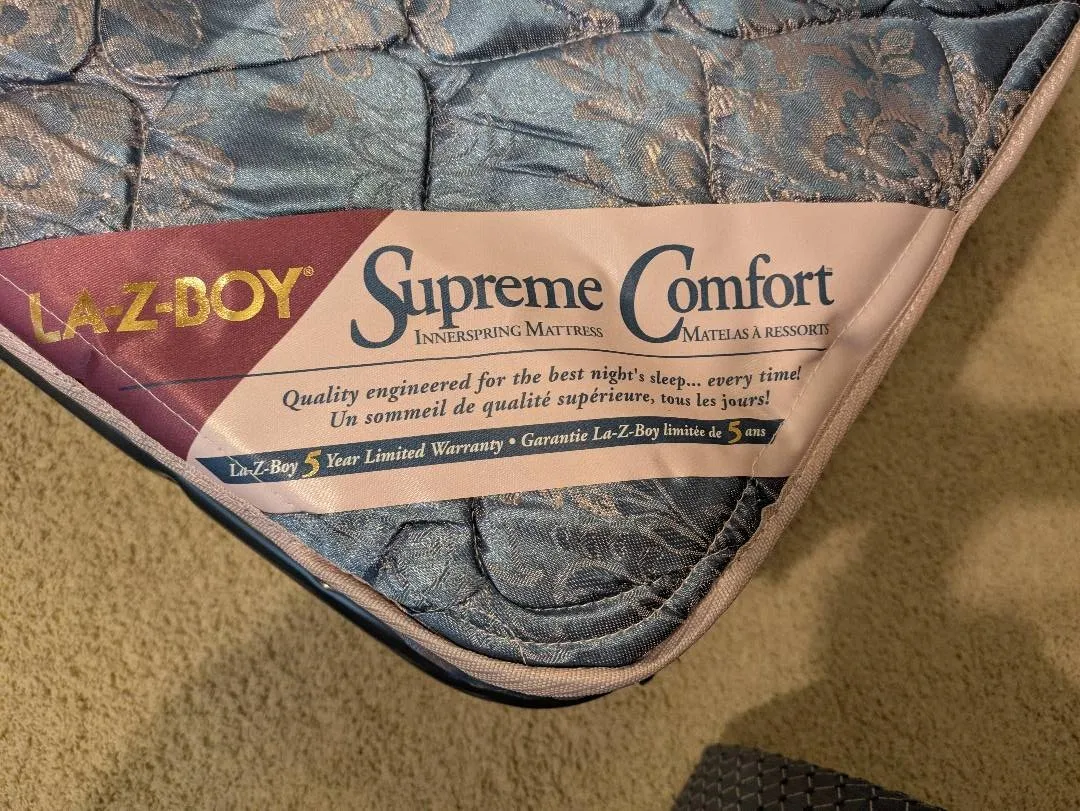 LA-Z-BOY®
Supreme Comfort
INNERSPRING MATTRESS MATELAS À RESSORTS
Quality engineered for the best night's sleep... every time!
Un sommeil de qualité supérieure, tous les jours!
La-Z-Boy 5 Year Limited Warranty • Garantie La-Z-Boy limitée de 5 ans